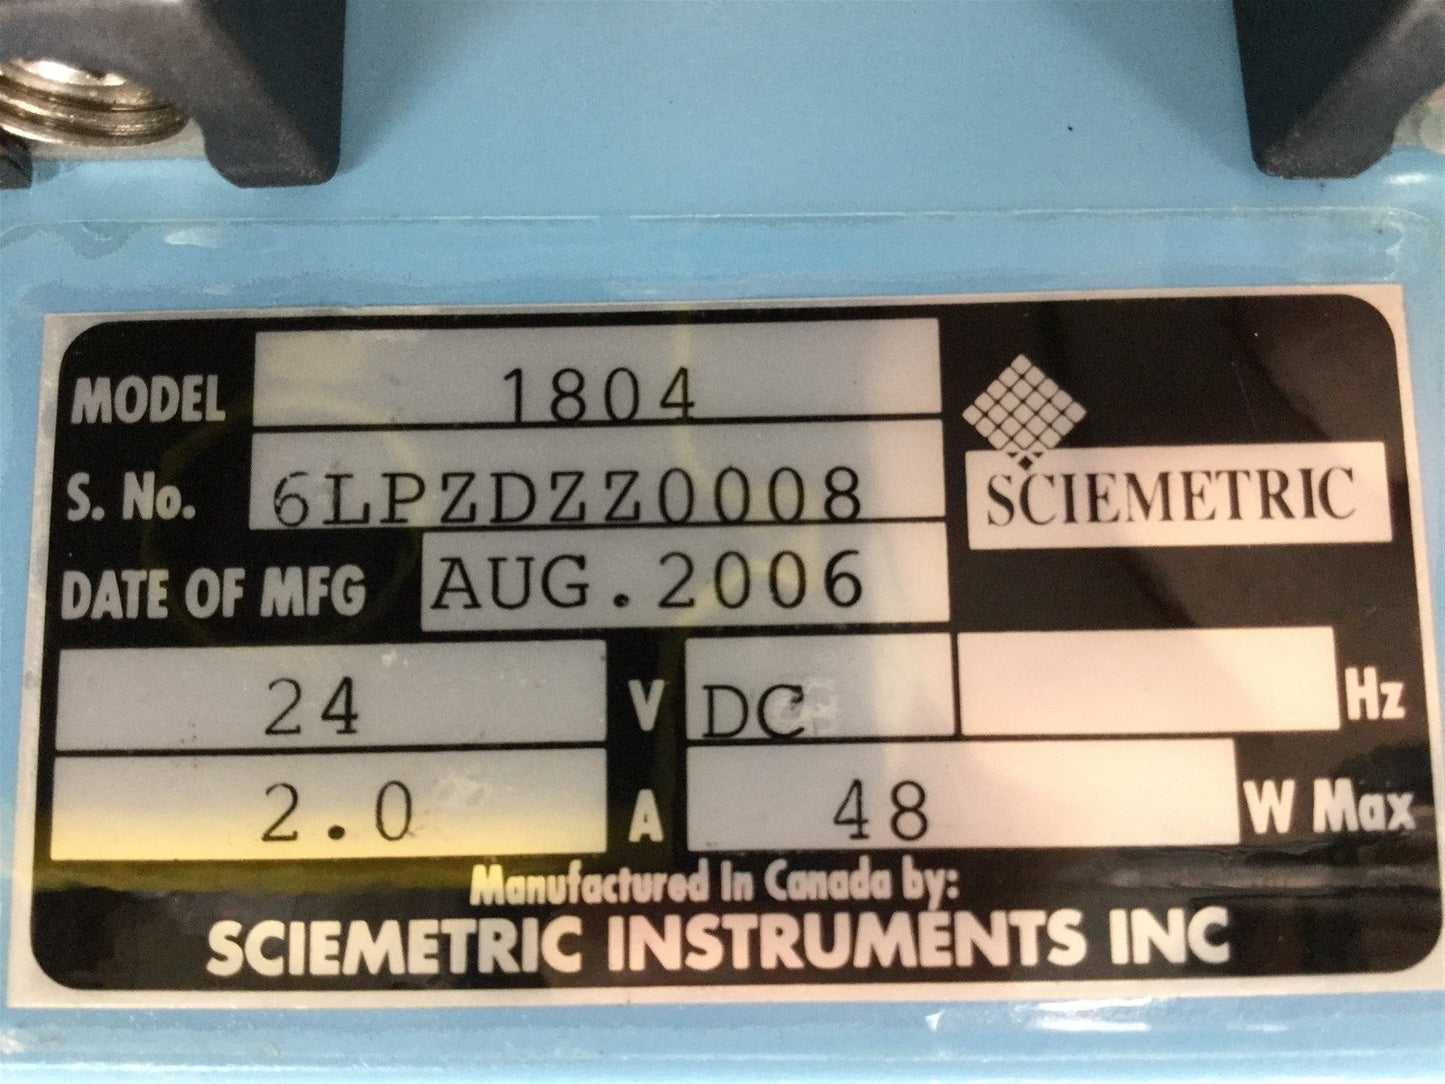 MODEL 1804
S. No. 6LPZDZZ0008
SCIEMETRIC
DATE OF MFG AUG.2006
24 V DC Hz
2.0 A 48 W Max
Manufactured In Canada by:
SCIEMETRIC INSTRUMENTS INC